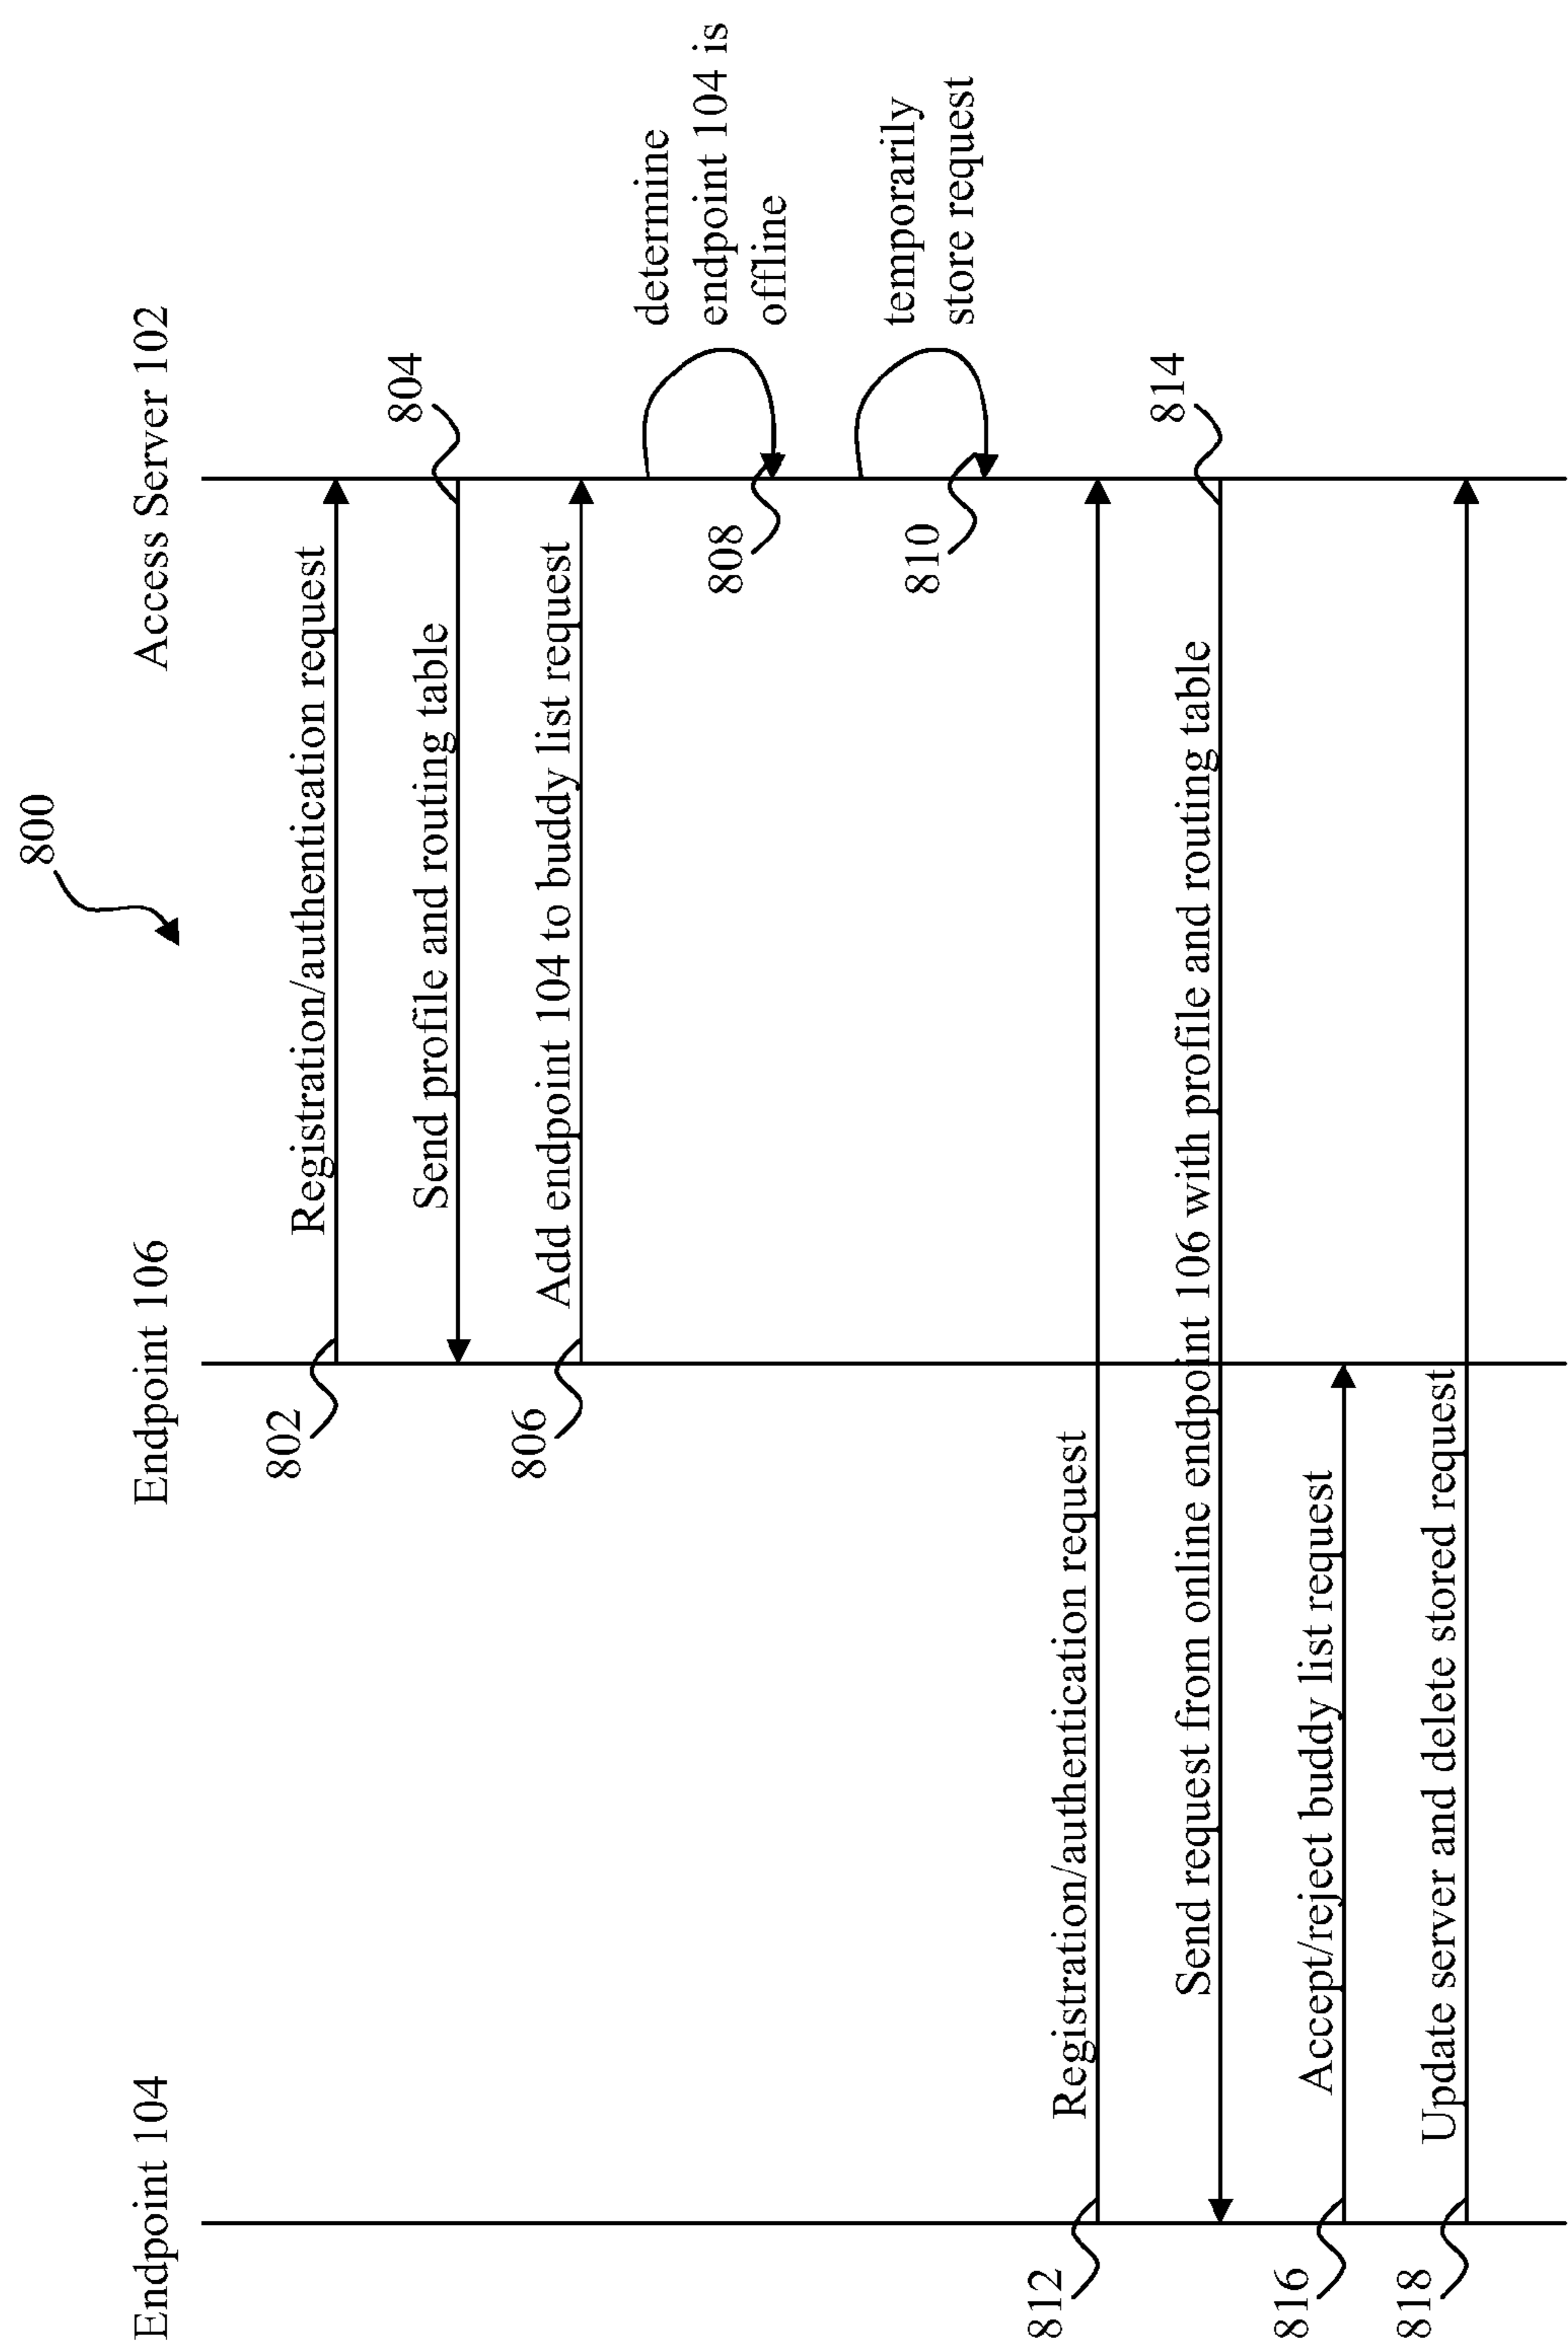 800
Endpoint 104
Endpoint 106
Access Server 102
802
Registration/authentication request
804
Send profile and routing table
806
Add endpoint 104 to buddy list request
determine
endpoint 104 is
offline
808
temporarily
store request
810
812
Registration/authentication request
814
Send request from online endpoint 106 with profile and routing table
816
Accept/reject buddy list request
818
Update server and delete stored request